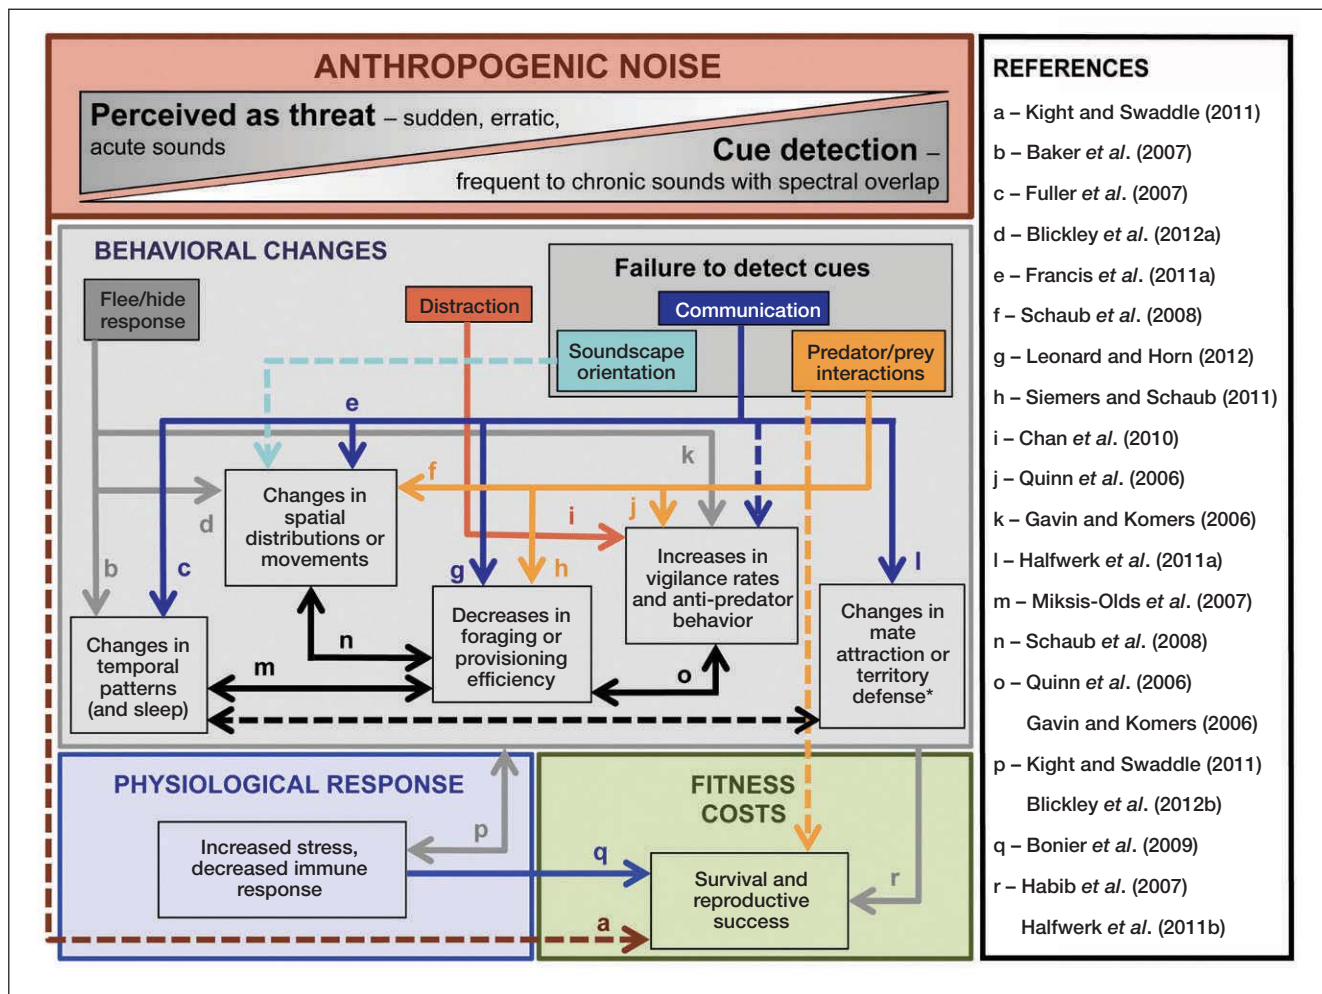 ANTHROPOGENIC NOISE
Perceived as threat – sudden, erratic,
acute sounds
Cue detection –
frequent to chronic sounds with spectral overlap
BEHAVIORAL CHANGES
Flee/hide
response
Distraction
Failure to detect cues
Communication
Soundscape
orientation
Predator/prey
interactions
e
f
k
d
i
j
b
c
g
h
l
Changes in
spatial
distributions or
movements
Increases in
vigilance rates
and anti-predator
behavior
Decreases in
foraging or
provisioning
efficiency
Changes in
mate
attraction or
territory
defense*
Changes in
temporal
patterns
(and sleep)
n
m
o
PHYSIOLOGICAL RESPONSE
Increased stress,
decreased immune
response
p
q
a
FITNESS
COSTS
Survival and
reproductive
success
r
REFERENCES
a – Kight and Swaddle (2011)
b – Baker et al. (2007)
c – Fuller et al. (2007)
d – Blickley et al. (2012a)
e – Francis et al. (2011a)
f – Schaub et al. (2008)
g – Leonard and Horn (2012)
h – Siemers and Schaub (2011)
i – Chan et al. (2010)
j – Quinn et al. (2006)
k – Gavin and Komers (2006)
l – Halfwerk et al. (2011a)
m – Miksis-Olds et al. (2007)
n – Schaub et al. (2008)
o – Quinn et al. (2006)
Gavin and Komers (2006)
p – Kight and Swaddle (2011)
Blickley et al. (2012b)
q – Bonier et al. (2009)
r – Habib et al. (2007)
Halfwerk et al. (2011b)